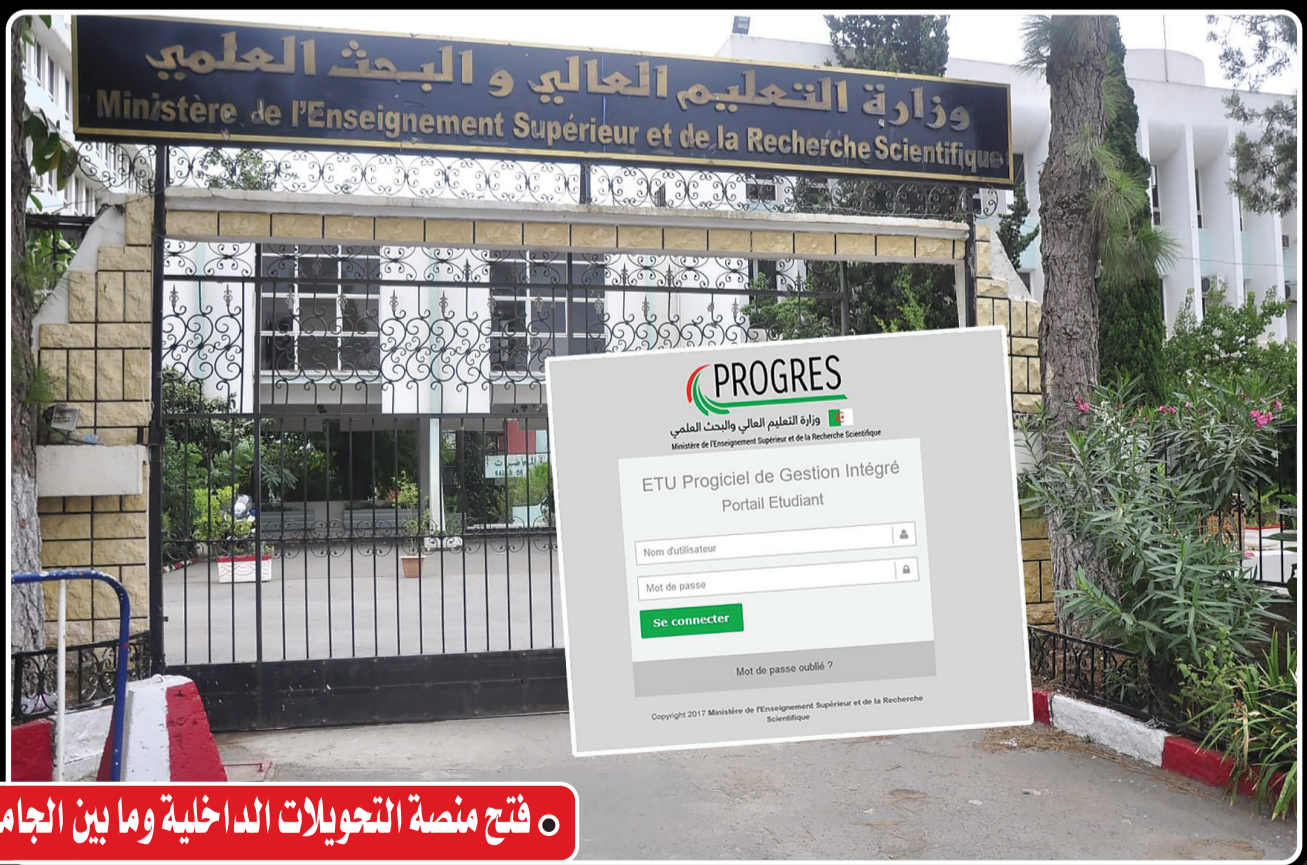 وزارة التعليم العالي و البحث العلمي
Ministère de l'Enseignement Supérieur et de la Recherche Scientifique
PROGRES
وزارة التعليم العالي والبحث العلمي
Ministère de l'Enseignement Supérieur et de la Recherche Scientifique
ETU Progiciel de Gestion Intégré
Portail Etudiant
Nom d'utilisateur
Mot de passe
Se connecter
Mot de passe oublié ?
Copyright 2017 Ministère de l'Enseignement Supérieur et de la Recherche
Scientifique
• فتح منصة التحويلات الداخلية وما بين